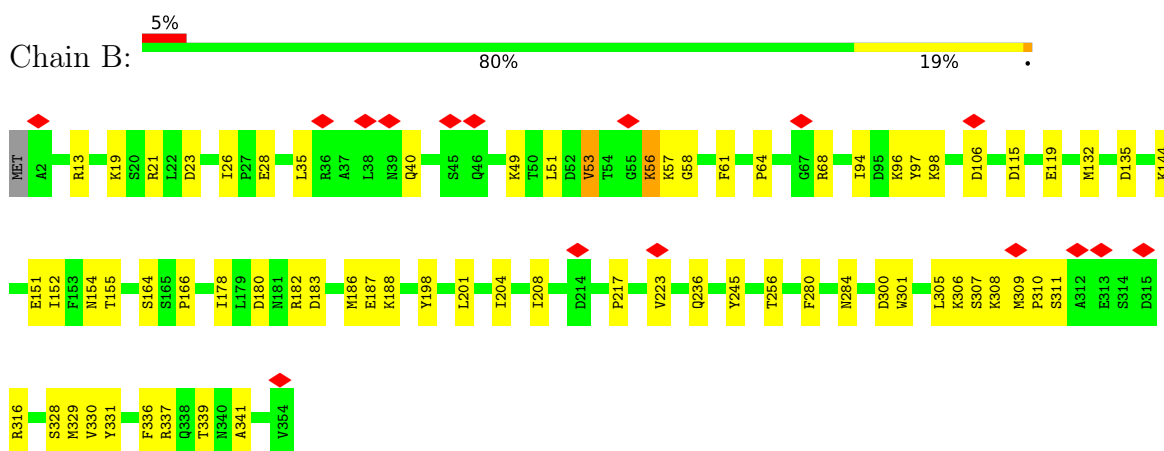 5%
Chain B:
80%
19%
•
MET A2 R13 K19 S20 R21 L22 D23 I26 P27 E28 L35 R36 A37 L38 N39 Q40 S45 Q46 K49 T50 L51 D52 V53 T54 G55 K56 K57 G58 F61 P64 G67 R68 I94 D95 K96 Y97 K98 D106 D115 E119 M132 D135 K144
E151 I152 F153 N154 T155 S164 S165 P166 I178 L179 D180 N181 R182 D183 M186 E187 K188 Y198 L201 I204 I208 D214 P217 V223 Q236 Y245 T256 F280 N284 D300 W301 L305 K306 S307 K308 M309 P310 S311 A312 E313 S314 D315
R316 S328 M329 V330 Y331 F336 R337 Q338 T339 N340 A341 V354